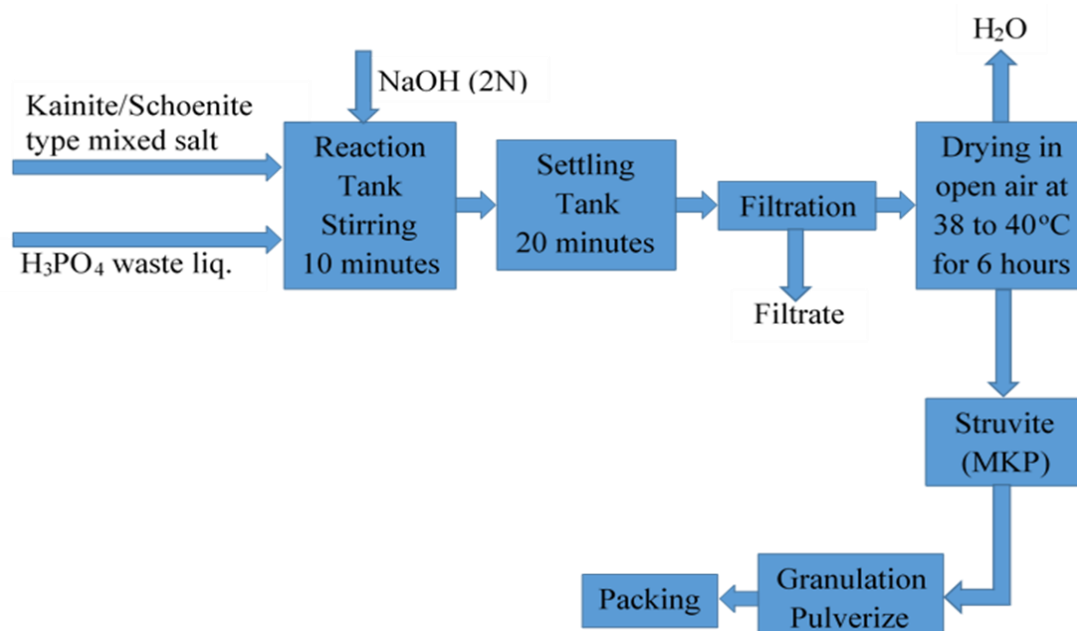 H₂O
NaOH (2N)
Kainite/Schoenite
type mixed salt
H₃PO₄ waste liq.
Reaction
Tank
Stirring
10 minutes
Settling
Tank
20 minutes
Filtration
Filtrate
Drying in
open air at
38 to 40°C
for 6 hours
Struvite
(MKP)
Granulation
Pulverize
Packing